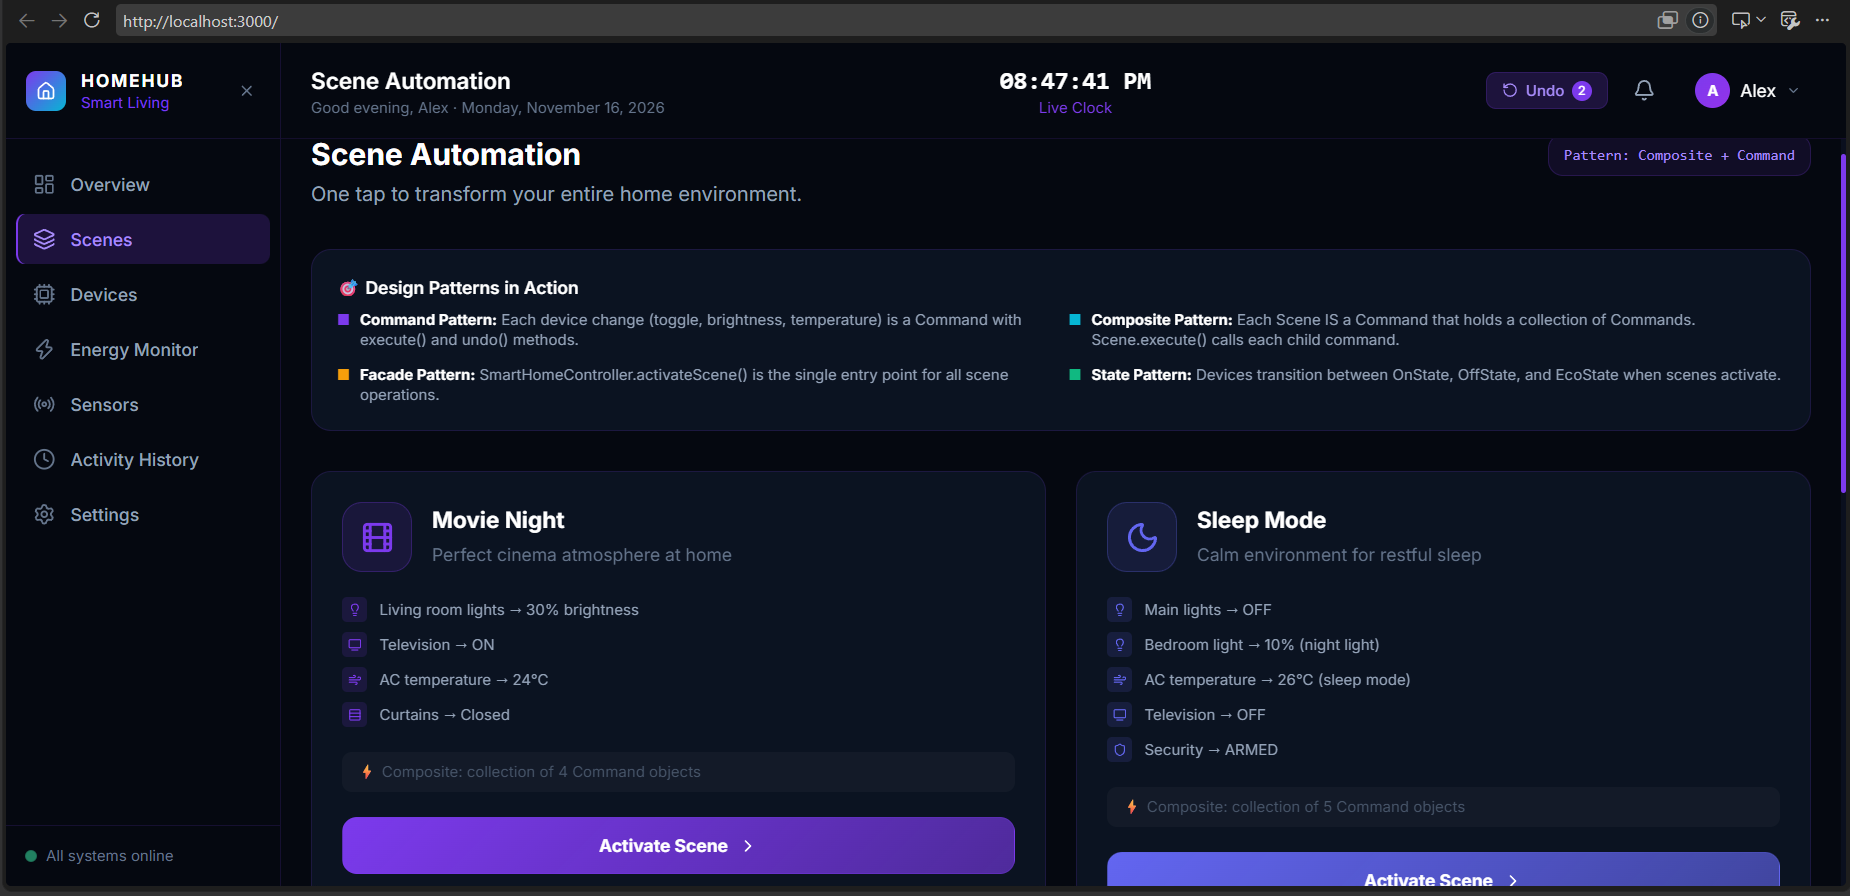 http://localhost:3000/
HOMEHUB
Smart Living
Scene Automation
Good evening, Alex · Monday, November 16, 2026
08:47:41 PM
Live Clock
Undo 2
A Alex
Overview
Scenes
Devices
Energy Monitor
Sensors
Activity History
Settings
All systems online
Scene Automation
Pattern: Composite + Command
One tap to transform your entire home environment.
Design Patterns in Action
Command Pattern: Each device change (toggle, brightness, temperature) is a Command with
execute() and undo() methods.
Composite Pattern: Each Scene IS a Command that holds a collection of Commands.
Scene.execute() calls each child command.
Facade Pattern: SmartHomeController.activateScene() is the single entry point for all scene
operations.
State Pattern: Devices transition between OnState, OffState, and EcoState when scenes activate.
Movie Night
Perfect cinema atmosphere at home
Living room lights → 30% brightness
Television → ON
AC temperature → 24°C
Curtains → Closed
Composite: collection of 4 Command objects
Activate Scene
Sleep Mode
Calm environment for restful sleep
Main lights → OFF
Bedroom light → 10% (night light)
AC temperature → 26°C (sleep mode)
Television → OFF
Security → ARMED
Composite: collection of 5 Command objects
Activate Scene